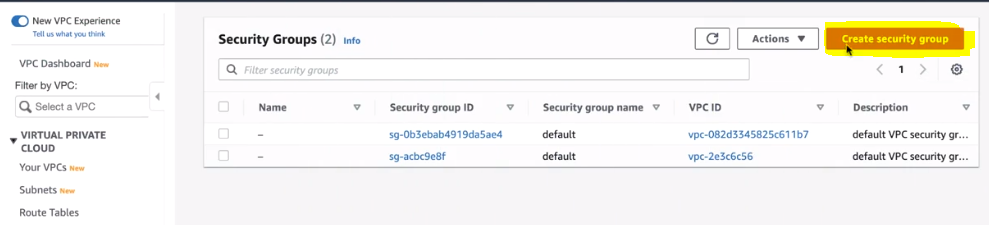 New VPC Experience
Tell us what you think
VPC Dashboard New
Filter by VPC:
Select a VPC
VIRTUAL PRIVATE
CLOUD
Your VPCs New
Subnets New
Route Tables
Security Groups (2) Info
Actions
Create security group
Filter security groups
1
Name Security group ID Security group name VPC ID Description
– sg-0b3ebab4919da5ae4 default vpc-082d3345825c611b7 default VPC security gr...
– sg-acbc9e8f default vpc-2e3c6c56 default VPC security gr...